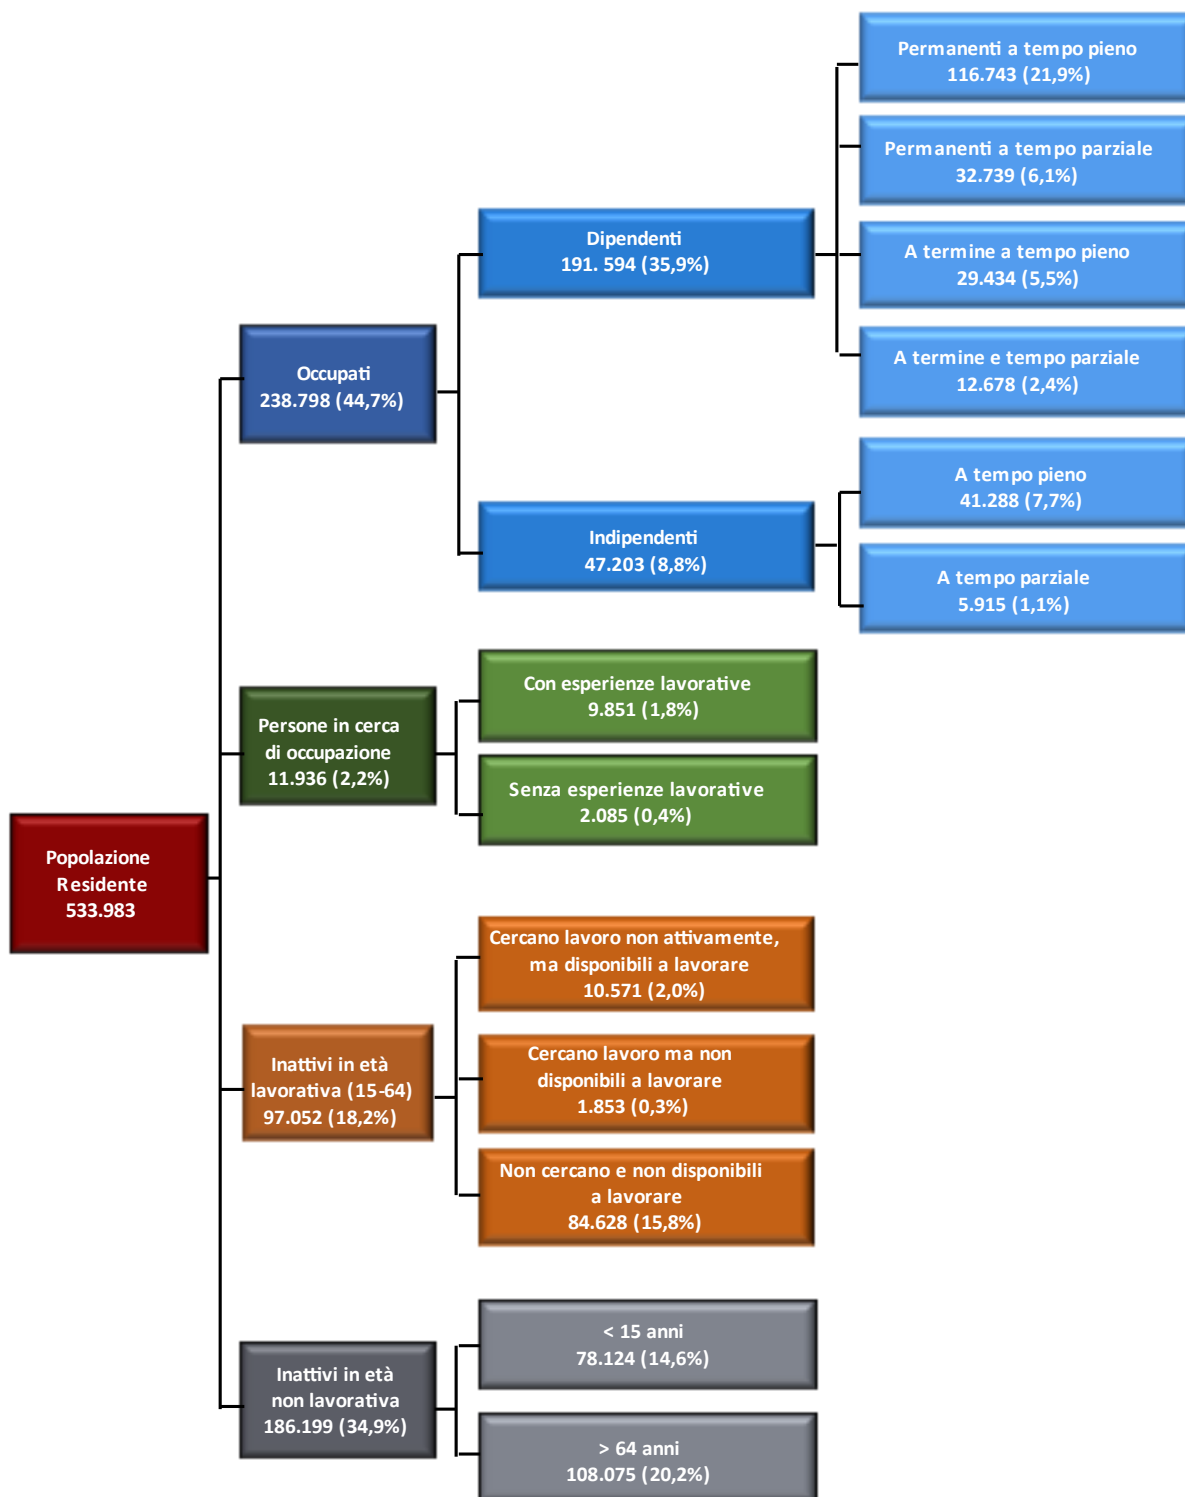 Popolazione
Residente
533.983
Occupati
238.798 (44,7%)
Dipendenti
191. 594 (35,9%)
Permanenti a tempo pieno
116.743 (21,9%)
Permanenti a tempo parziale
32.739 (6,1%)
A termine a tempo pieno
29.434 (5,5%)
A termine e tempo parziale
12.678 (2,4%)
Indipendenti
47.203 (8,8%)
A tempo pieno
41.288 (7,7%)
A tempo parziale
5.915 (1,1%)
Persone in cerca
di occupazione
11.936 (2,2%)
Con esperienze lavorative
9.851 (1,8%)
Senza esperienze lavorative
2.085 (0,4%)
Inattivi in età
lavorativa (15-64)
97.052 (18,2%)
Cercano lavoro non attivamente,
ma disponibili a lavorare
10.571 (2,0%)
Cercano lavoro ma non
disponibili a lavorare
1.853 (0,3%)
Non cercano e non disponibili
a lavorare
84.628 (15,8%)
Inattivi in età
non lavorativa
186.199 (34,9%)
< 15 anni
78.124 (14,6%)
> 64 anni
108.075 (20,2%)